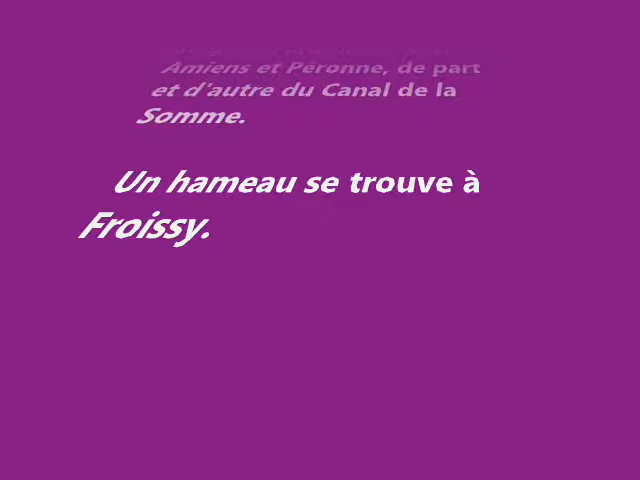 Amiens et Péronne, de part
et d'autre du Canal de la
Somme.
Un hameau se trouve à
Froissy.